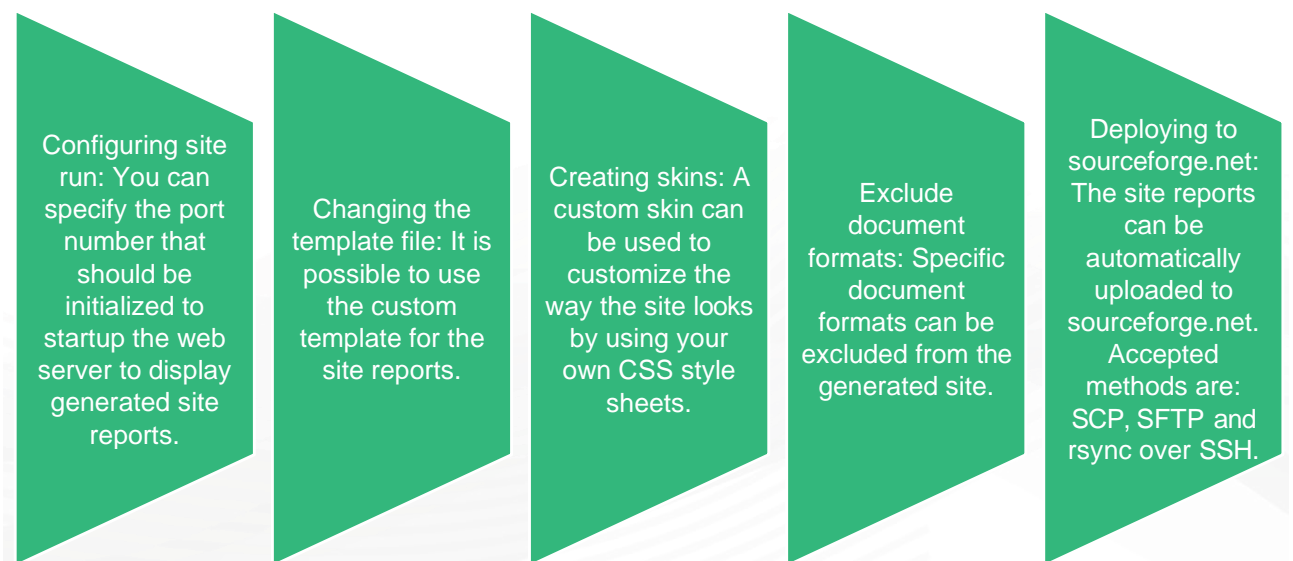 Configuring site
run: You can
specify the port
number that
should be
initialized to
startup the web
server to display
generated site
reports.
Changing the
template file: It is
possible to use
the custom
template for the
site reports.
Creating skins: A
custom skin can
be used to
customize the
way the site looks
by using your
own CSS style
sheets.
Exclude
document
formats: Specific
document
formats can be
excluded from the
generated site.
Deploying to
sourceforge.net:
The site reports
can be
automatically
uploaded to
sourceforge.net.
Accepted
methods are:
SCP, SFTP and
rsync over SSH.